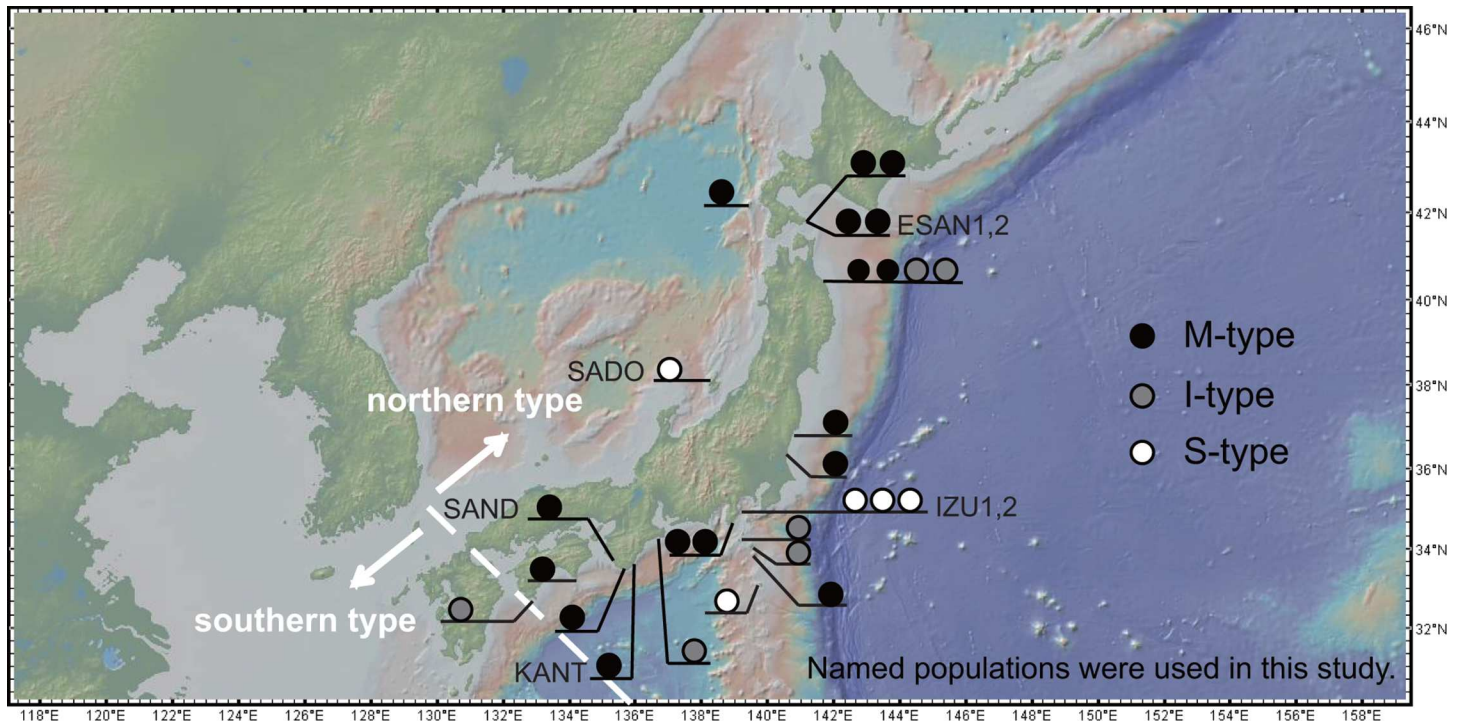 46°N
44°N
42°N
40°N
38°N
36°N
34°N
32°N
ESAN1,2
SADO
northern type
M-type
I-type
S-type
SAND
IZU1,2
southern type
KANT
Named populations were used in this study.
118°E 120°E 122°E 124°E 126°E 128°E 130°E 132°E 134°E 136°E 138°E 140°E 142°E 144°E 146°E 148°E 150°E 152°E 154°E 156°E 158°E